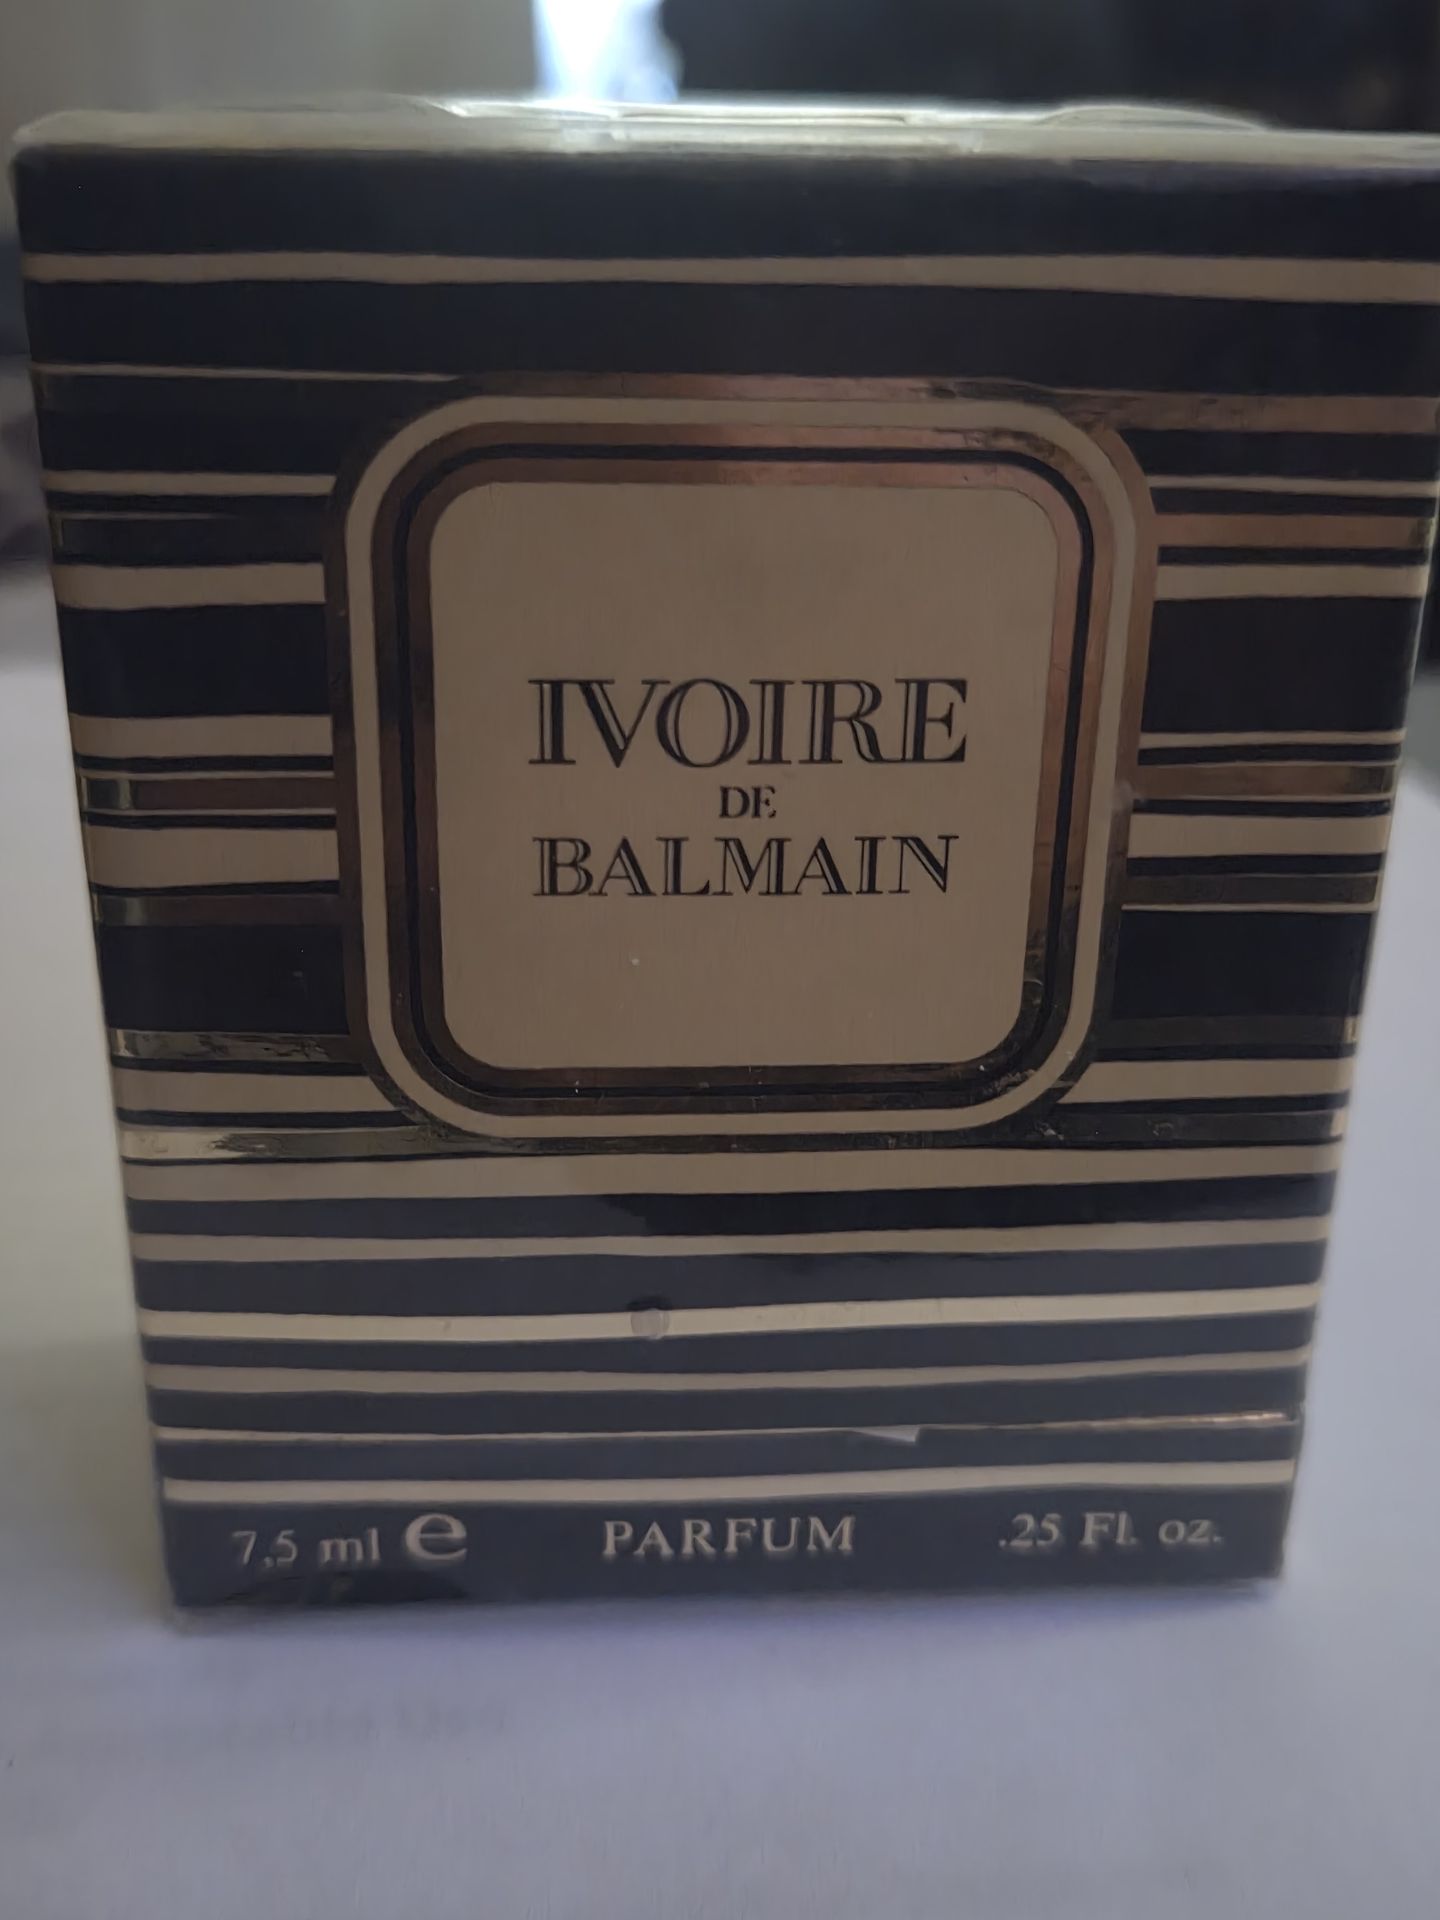 IVOIRE
DE
BALMAIN
7,5 ml e PARFUM .25 Fl. oz.